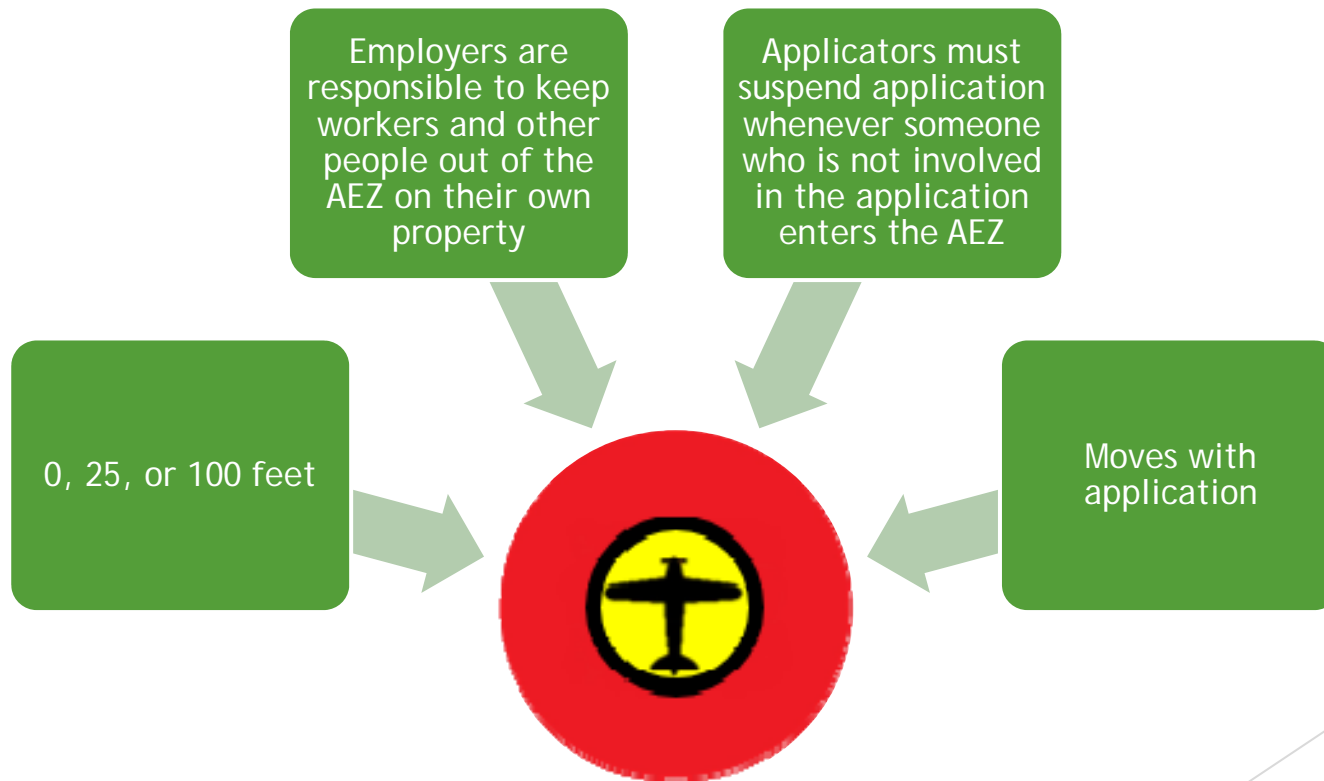 Employers are
responsible to keep
workers and other
people out of the
AEZ on their own
property
Applicators must
suspend application
whenever someone
who is not involved
in the application
enters the AEZ
0, 25, or 100 feet
Moves with
application